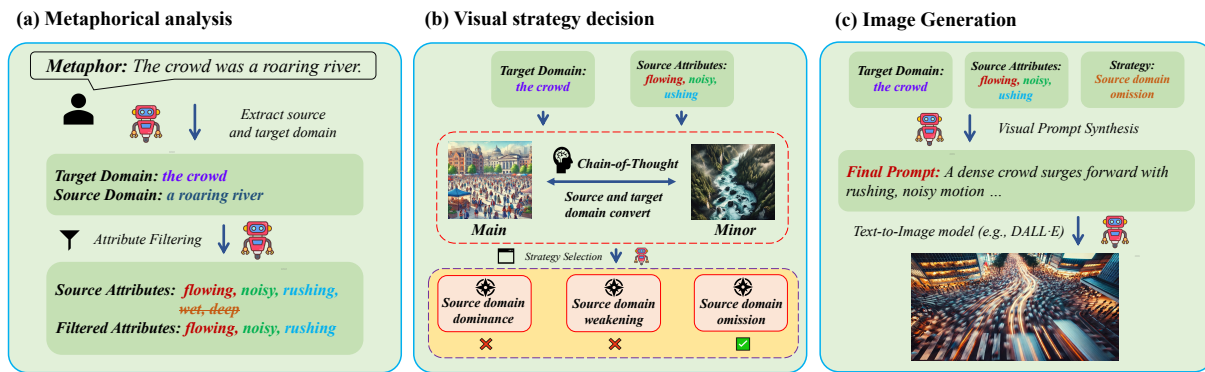 (a) Metaphorical analysis
Metaphor: The crowd was a roaring river.
Extract source
and target domain
Target Domain: the crowd
Source Domain: a roaring river
Attribute Filtering
...
Source Attributes: flowing, noisy, rushing,
wet, deep
Filtered Attributes: flowing, noisy, rushing
(b) Visual strategy decision
Target Domain:
the crowd
Source Attributes:
flowing, noisy,
ushing
Chain-of-Thought
Source and target
domain convert
Main
Minor
Strategy Selection
...
Source domain
dominance
Source domain
weakening
Source domain
omission
(c) Image Generation
Target Domain:
the crowd
Source Attributes:
flowing, noisy,
ushing
Strategy:
Source domain
omission
Visual Prompt Synthesis
Final Prompt: A dense crowd surges forward with
rushing, noisy motion ...
Text-to-Image model (e.g., DALL·E)
...